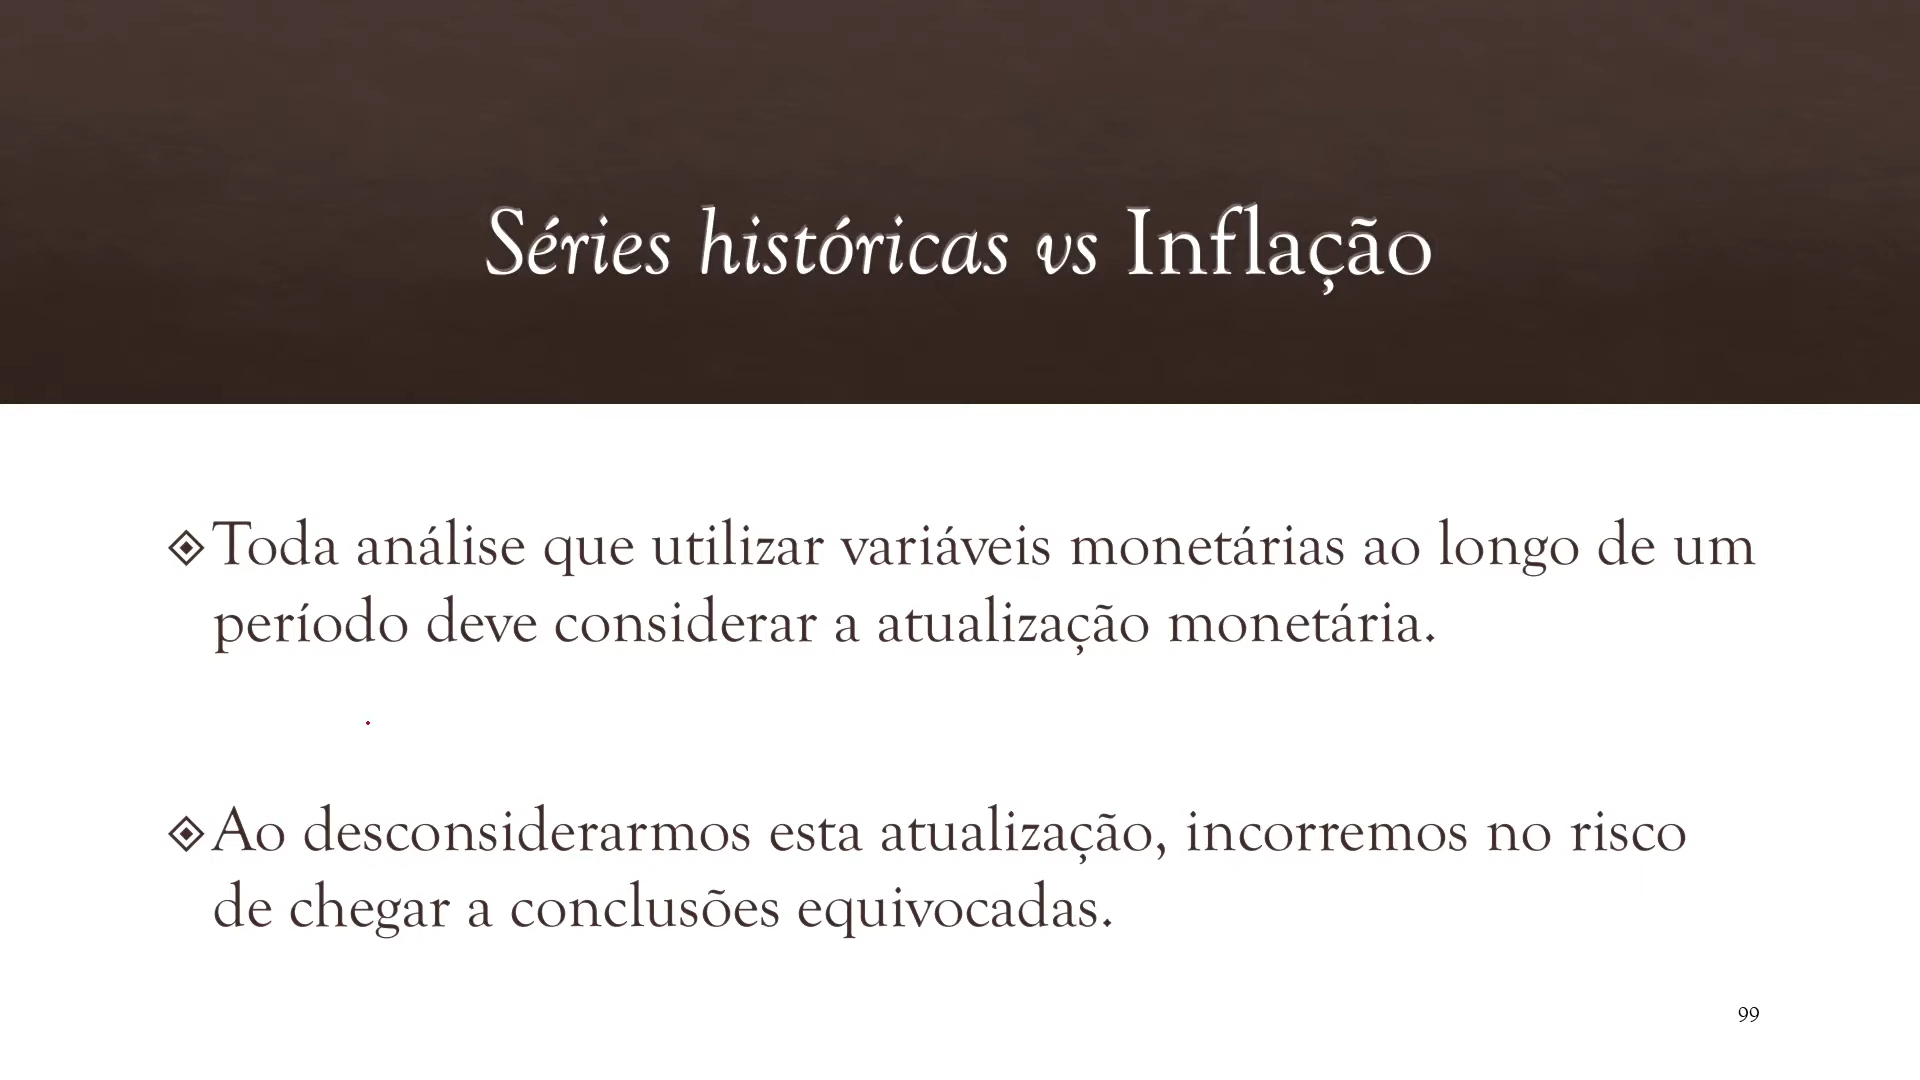 Séries históricas vs Inflação
Toda análise que utilizar variáveis monetárias ao longo de um
período deve considerar a atualização monetária.
Ao desconsiderarmos esta atualização, incorremos no risco
de chegar a conclusões equivocadas.
99